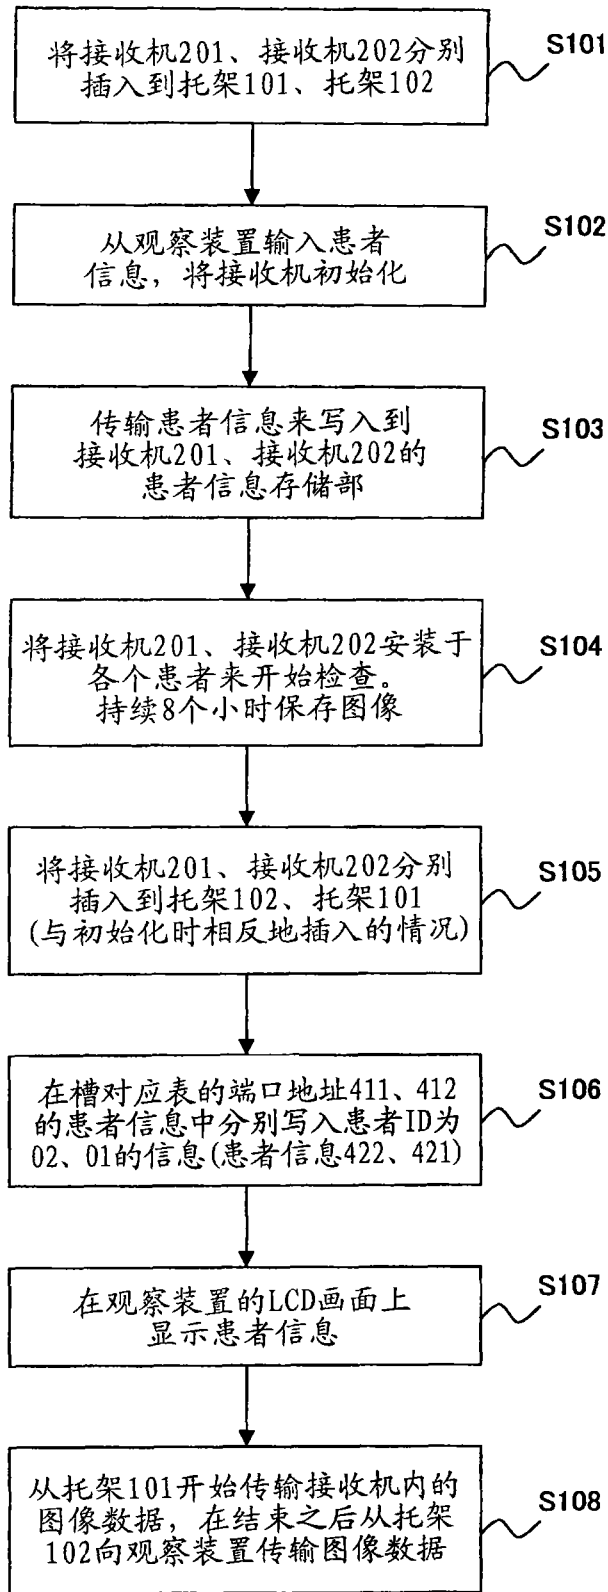 将接收机201、接收机202分别
插入到托架101、托架102
S101
从观察装置输入患者
信息，将接收机初始化
S102
传输患者信息来写入到
接收机201、接收机202的
患者信息存储部
S103
将接收机201、接收机202安装于
各个患者来开始检查。
持续8个小时保存图像
S104
将接收机201、接收机202分别
插入到托架102、托架101
(与初始化时相反地插入的情况)
S105
在槽对应表的端口地址411、412
的患者信息中分别写入患者ID为
02、01的信息(患者信息422、421)
S106
在观察装置的LCD画面上
显示患者信息
S107
从托架101开始传输接收机内的
图像数据，在结束之后从托架
102向观察装置传输图像数据
S108